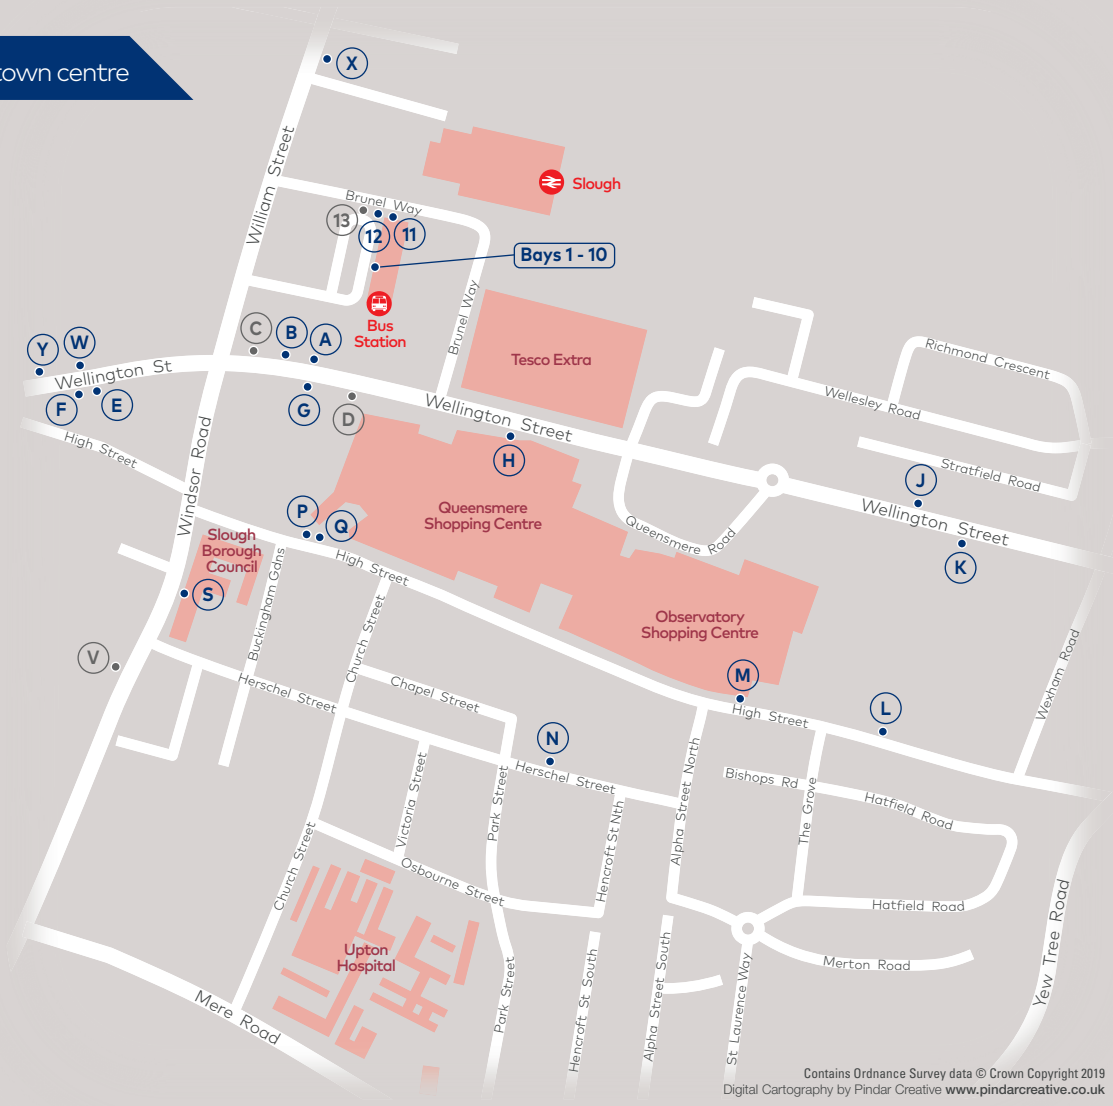 town centre
X
William Street
Slough
Brunel Way
13
12
11
Bays 1 - 10
Bus
Station
Brunel Way
C
B
A
Y
W
Wellington St
F
E
G
D
Tesco Extra
Wellington Street
H
Richmond Crescent
Wellesley Road
Stratfield Road
J
Wellington Street
K
High Street
Windsor Road
P
Q
Queensmere
Shopping Centre
Queensmere Road
Slough
Borough
Council
High Street
S
Buckingham Gdns
Church Street
V
Observatory
Shopping Centre
M
High Street
L
Wexham Road
Herschel Street
Chapel Street
N
Herschel Street
Bishops Rd
Hatfield Road
Victoria Street
Park Street
Hencroft St Nth
Alpha Street North
The Grove
Church Street
Osbourne Street
Hatfield Road
Upton
Hospital
Merton Road
Yew Tree Road
Mere Road
Park Street
Hencroft St South
Alpha Street South
St Laurence Way
Contains Ordnance Survey data © Crown Copyright 2019
Digital Cartography by Pindar Creative www.pindarcreative.co.uk